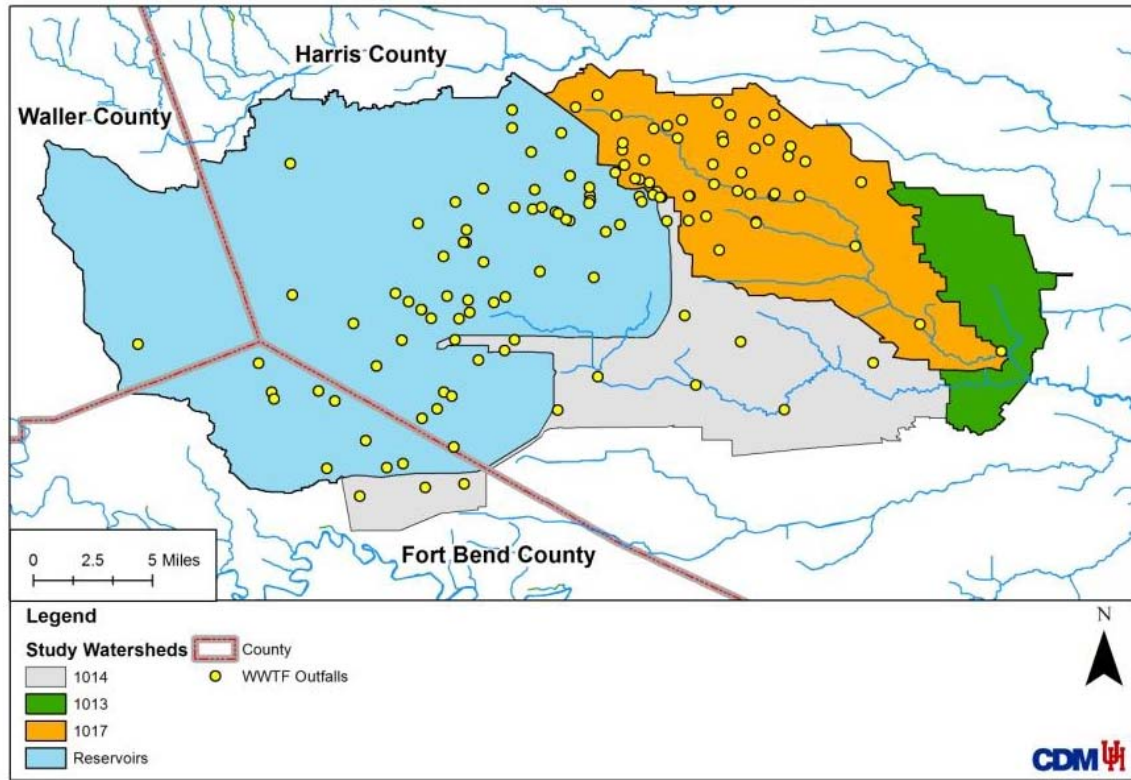 Harris County
Waller County
Fort Bend County
0 2.5 5 Miles
Legend
Study Watersheds
1014
1013
1017
Reservoirs
County
WWTF Outfalls
N
CDM UH